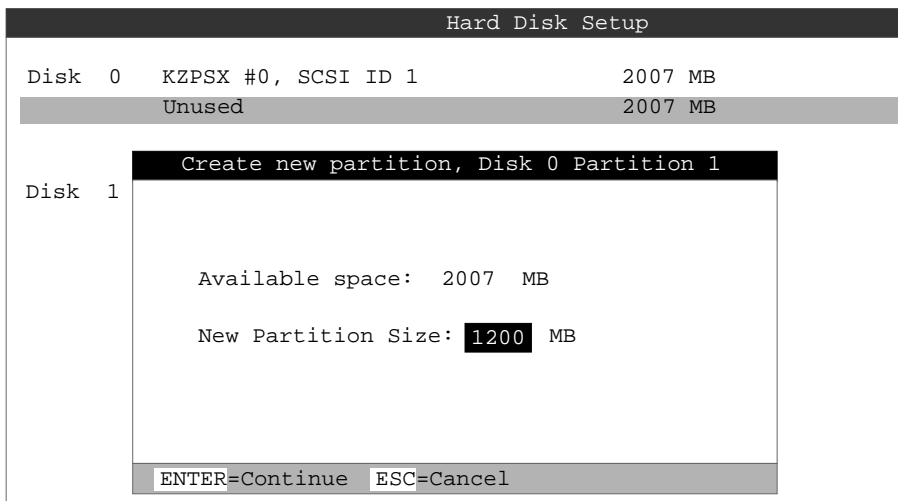 Hard Disk Setup
Disk 0 KZPSX #0, SCSI ID 1 2007 MB
Unused 2007 MB
Create new partition, Disk 0 Partition 1
Disk 1
Available space: 2007 MB
New Partition Size: 1200 MB
ENTER=Continue ESC=Cancel